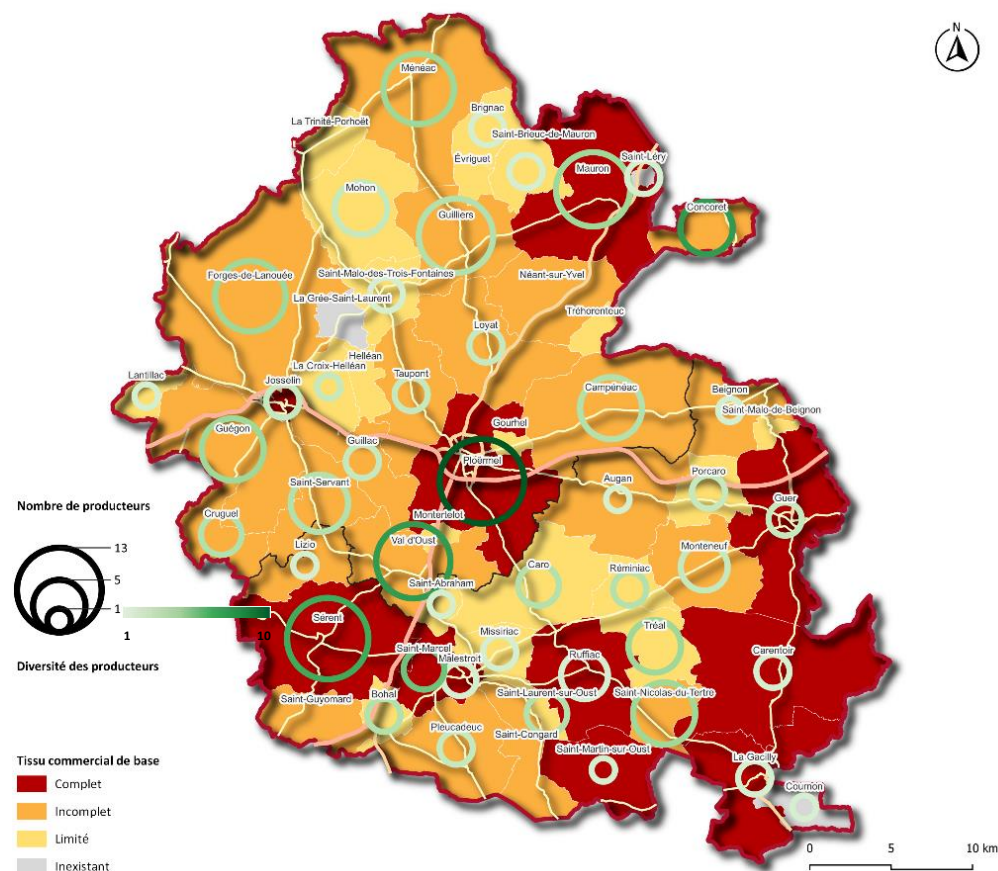 N
Ménéac
Brignac
La Trinité-Porhoët
Saint-Brieuc-de-Mauron
Évriguet
Saint-Léry
Mauron
Mohon
Concoret
Guilliers
Saint-Malo-des-Trois-Fontaines
Forges-de-Lanouée
Néant-sur-Yvel
La Grée-Saint-Laurent
Tréhorenteuc
Loyat
Helléan
La Croix-Helléan
Lantillac
Josselin
Taupont
Campénéac
Beignon
Saint-Malo-de-Beignon
Gourhel
Guégon
Guillac
Ploërmel
Porcaro
Augan
Saint-Servant
Guer
Nombre de producteurs
Montertelot
Cruguel
Val d'Oust
Lizio
Monteneuf
13
Caro
Réminiac
5
Saint-Abraham
1
1
10
Sérent
Tréal
Missiriac
Saint-Marcel
Ruffiac
Carentoir
Malestroit
Diversité des producteurs
Saint-Guyomard
Bohal
Saint-Laurent-sur-Oust
Saint-Nicolas-du-Tertre
Pleucadeuc
Saint-Congard
Saint-Martin-sur-Oust
La Gacilly
Tissu commercial de base
Cournon
Complet
Incomplet
Limité
Inexistant
0
5
10 km